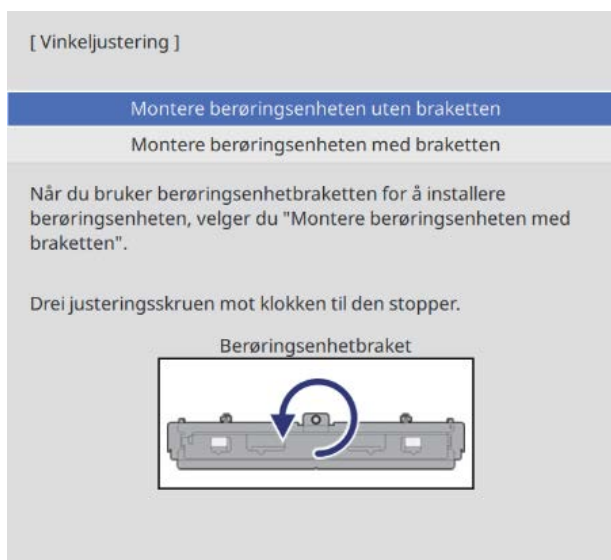 [ Vinkeljustering ]
Montere berøringsenheten uten braketten
Montere berøringsenheten med braketten
Når du bruker berøringsenhetbraketten for å installere
berøringsenheten, velger du "Montere berøringsenheten med
braketten".
Drei justeringsskruen mot klokken til den stopper.
Berøringsenhetbraket